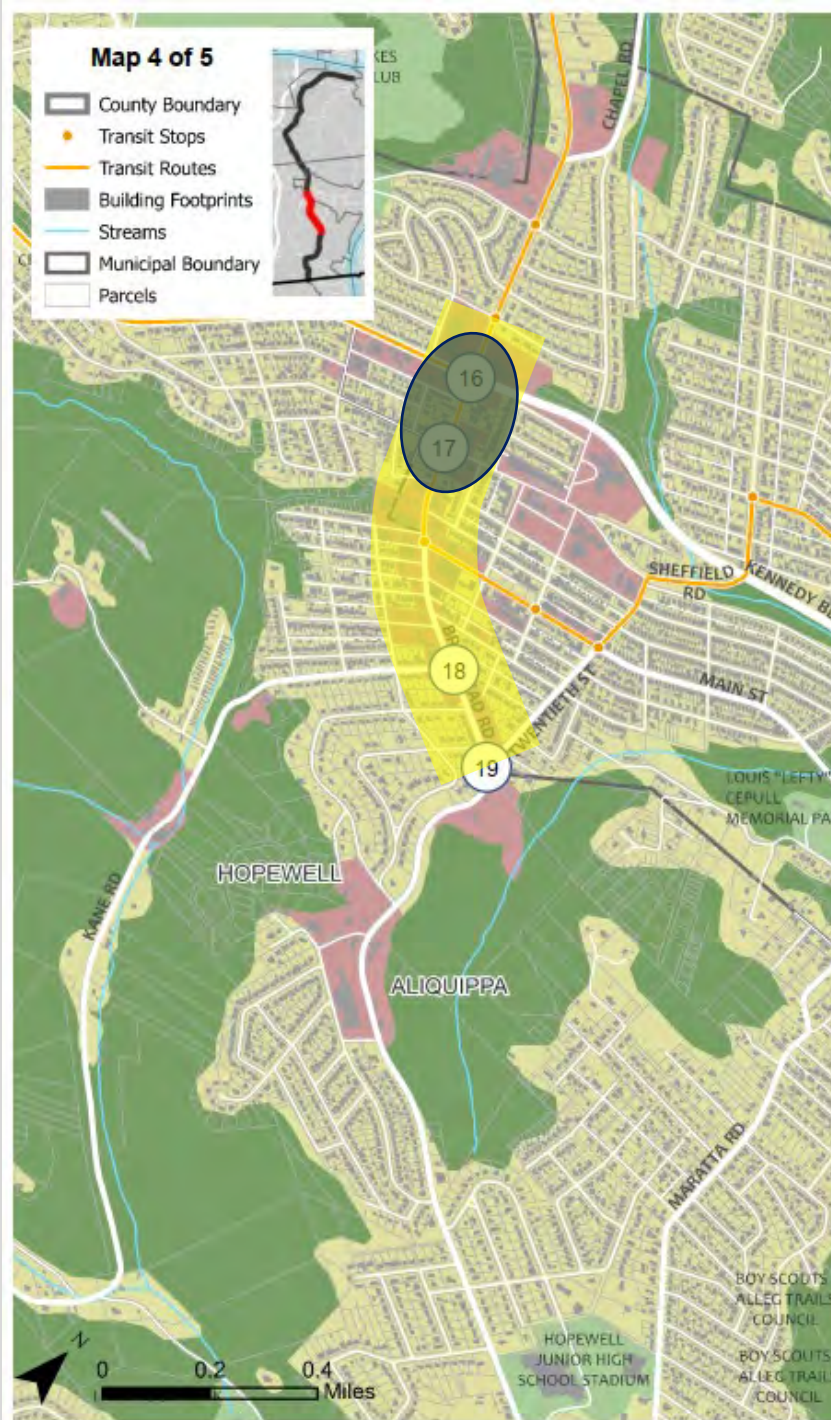 Map 4 of 5
County Boundary
Transit Stops
Transit Routes
Building Footprints
Streams
Municipal Boundary
Parcels
CHAPEL RD
16
17
SHEFFIELD
RD
KENNEDY
18
MAIN ST
TWENTIETH ST
19
LOUIS "LEFTY"
CEPULL
MEMORIAL
HOPEWELL
KANE RD
ALIQUIPPA
MARATTA RD
BOY SCOUTS
ALLEG TRAILS
COUNCIL
HOPEWELL
JUNIOR HIGH
SCHOOL STADIUM
BOY SCOUTS
ALLEG TRAILS
COUNCIL
N
0 0.2 0.4
Miles